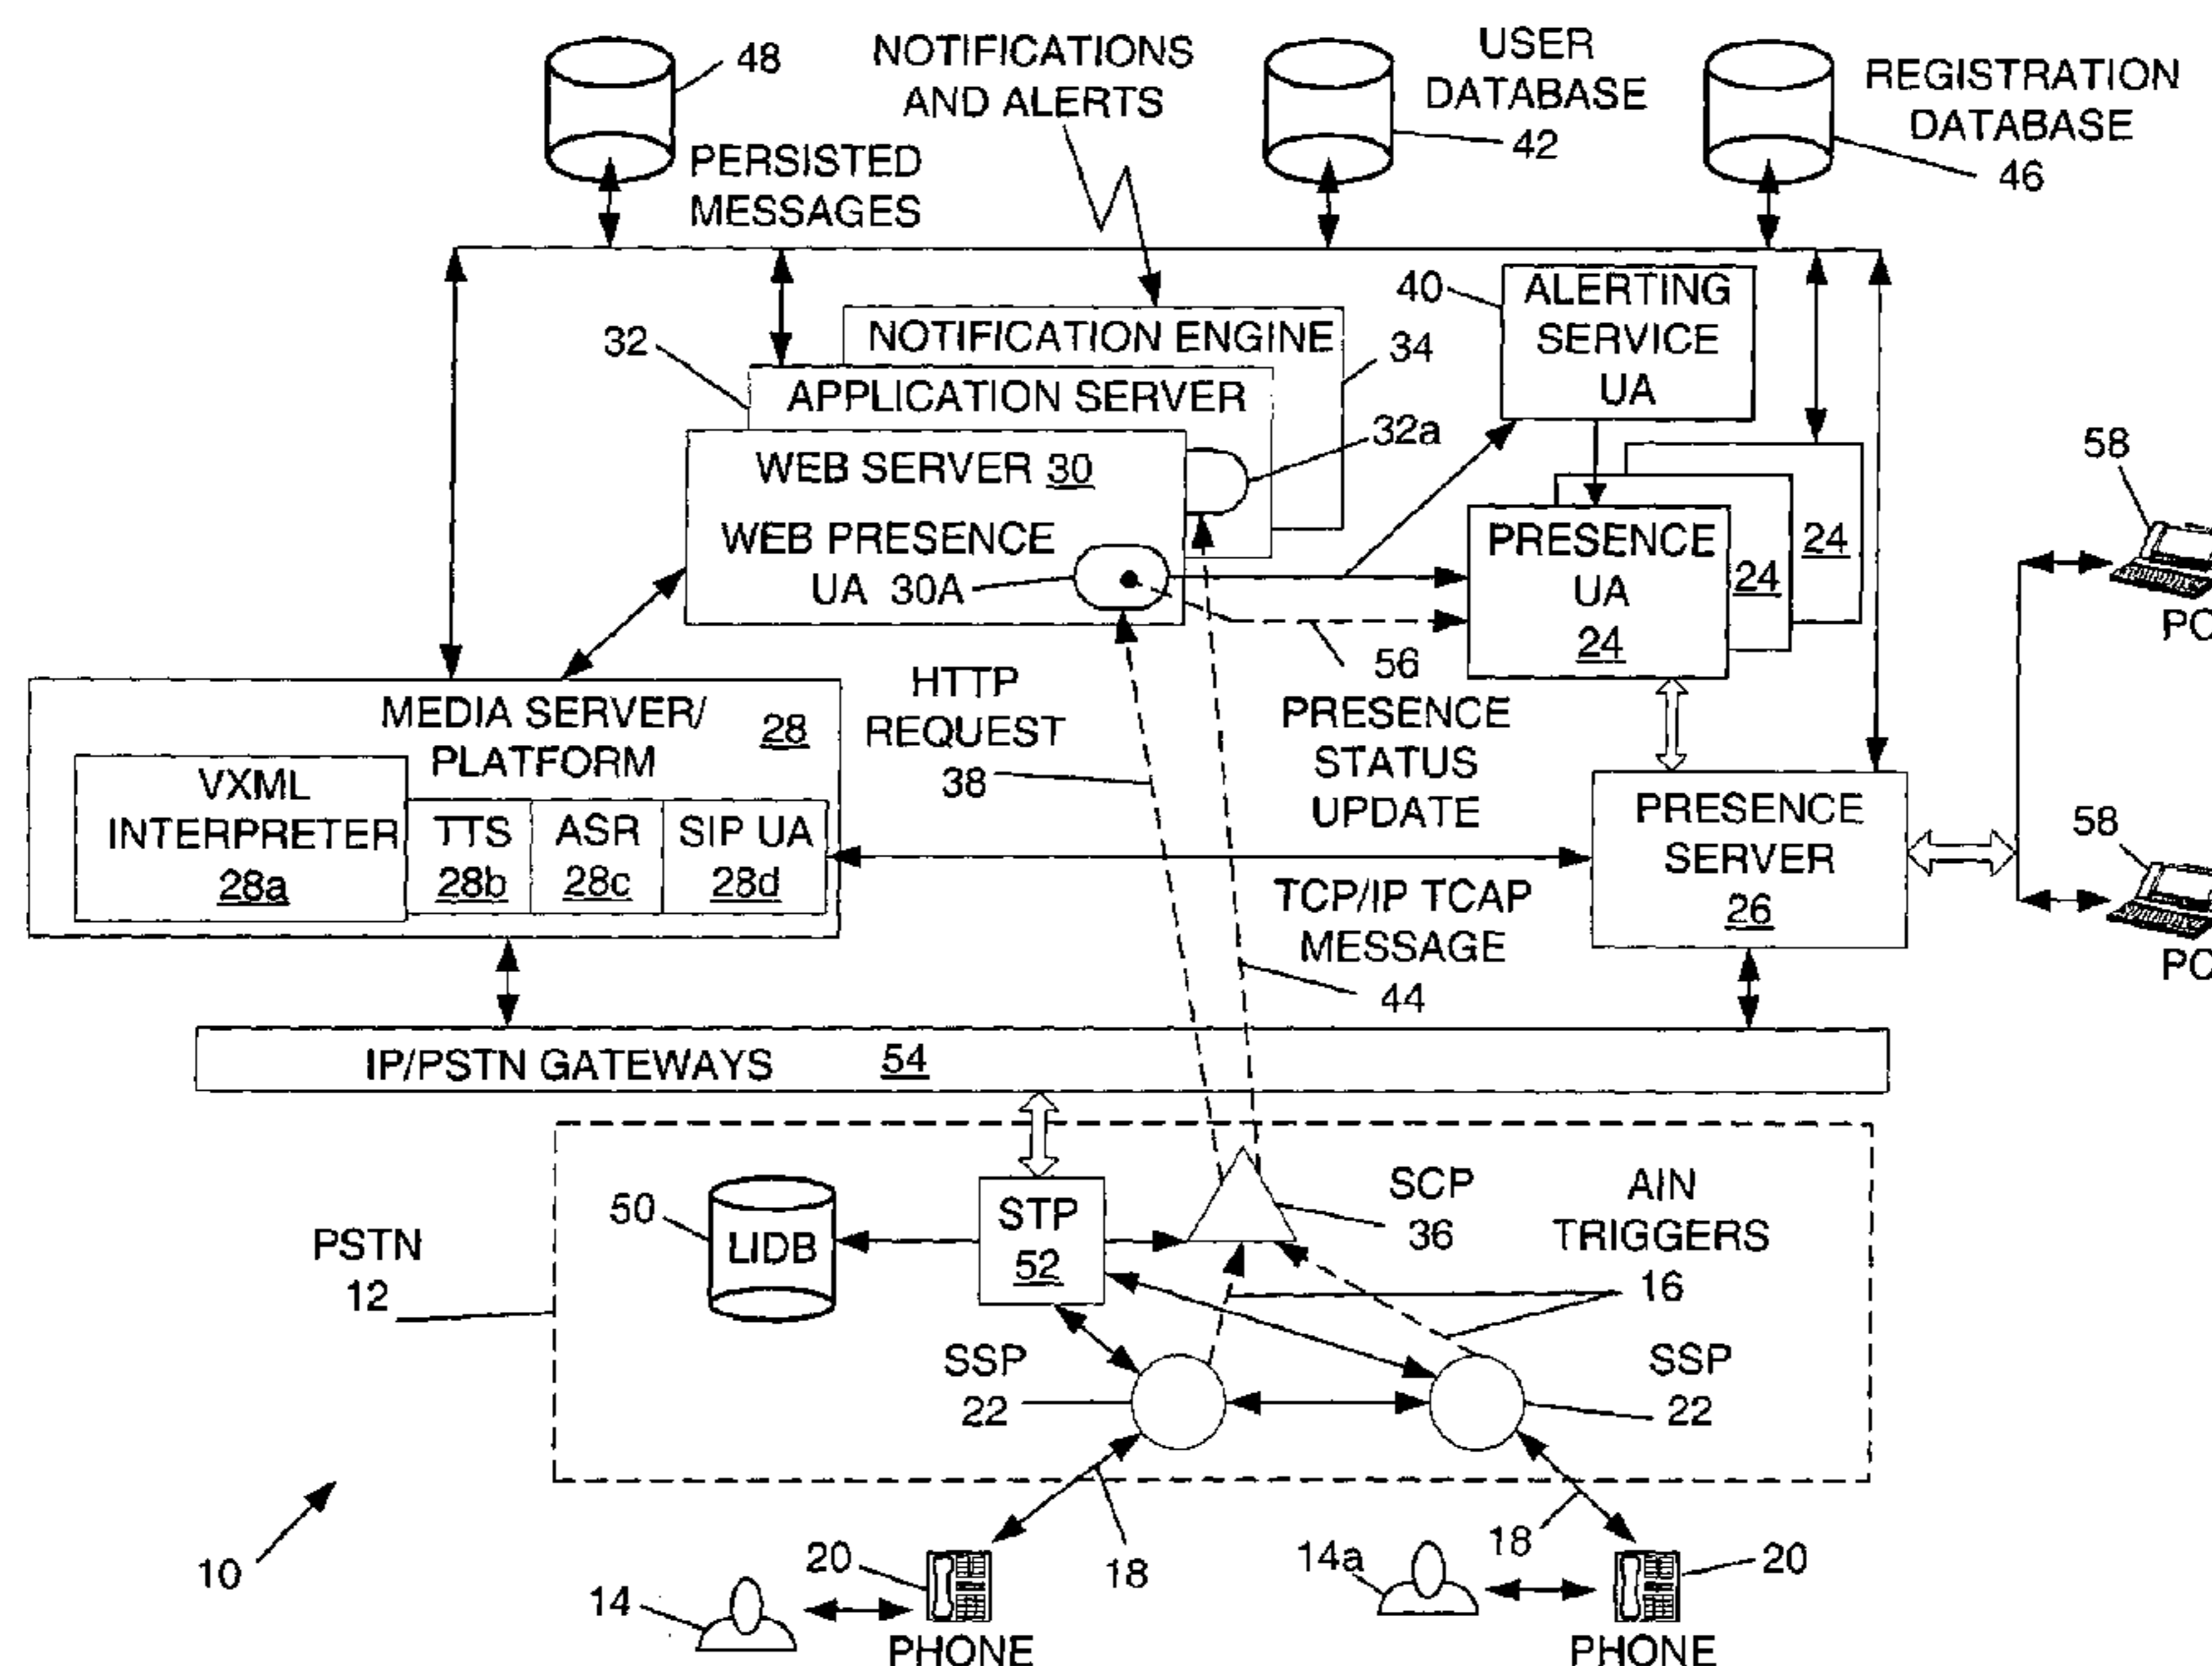 48
PERSISTED
MESSAGES
NOTIFICATIONS
AND ALERTS
USER
DATABASE
42
REGISTRATION
DATABASE
46
32
NOTIFICATION ENGINE
34
APPLICATION SERVER
32a
WEB SERVER 30
WEB PRESENCE
UA 30A
40
ALERTING
SERVICE
UA
PRESENCE
UA
24
24
24
56
PRESENCE
STATUS
UPDATE
HTTP
REQUEST
38
MEDIA SERVER/
PLATFORM
28
VXML
INTERPRETER
28a
TTS
28b
ASR
28c
SIP UA
28d
TCP/IP TCAP
MESSAGE
44
PRESENCE
SERVER
26
58
PC
58
PC
IP/PSTN GATEWAYS 54
PSTN
12
50
LIDB
STP
52
SCP
36
AIN
TRIGGERS
16
SSP
22
SSP
22
10
14
20
PHONE
18
14a
18
20
PHONE